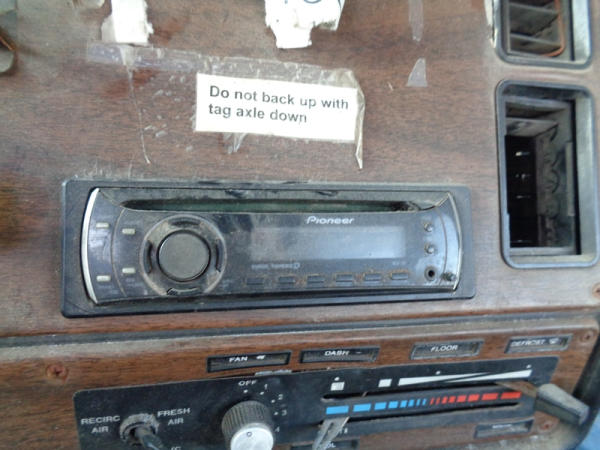 Do not back up with
tag axle down
Pioneer
FAN
DASH
FLOOR
DEFROST
OFF
1
2
3
4
RECIRC
AIR
FRESH
AIR